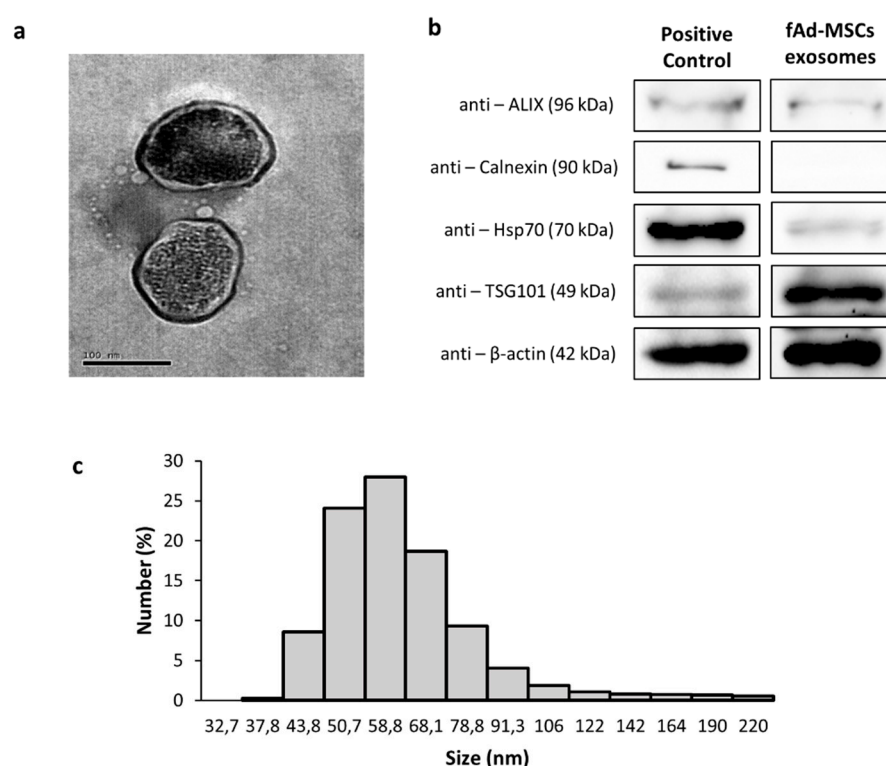 a
100 nm
b
Positive
Control
fAd-MSCs
exosomes
anti – ALIX (96 kDa)
anti – Calnexin (90 kDa)
anti – Hsp70 (70 kDa)
anti – TSG101 (49 kDa)
anti – β-actin (42 kDa)
c
Number (%)
30
25
20
15
10
5
0
32,7 37,8 43,8 50,7 58,8 68,1 78,8 91,3 106 122 142 164 190 220
Size (nm)